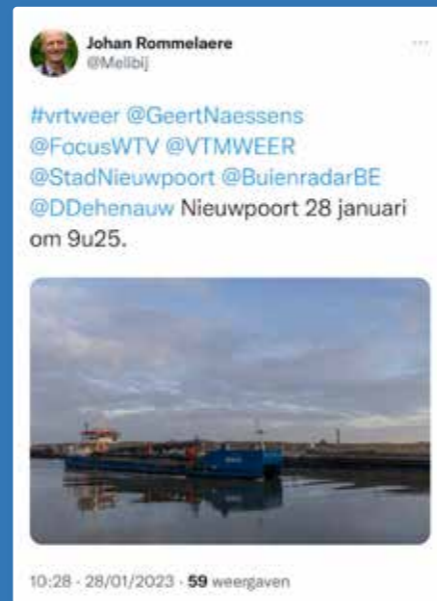 Johan Rommelaere
@Mellbij
#vrtweer @GeertNaessens
@FocusWTV @VTMWEER
@StadNieuwpoort @BuienradarBE
@DDehenauw Nieuwpoort 28 januari
om 9u25.
10:28 · 28/01/2023 · 59 weergaven